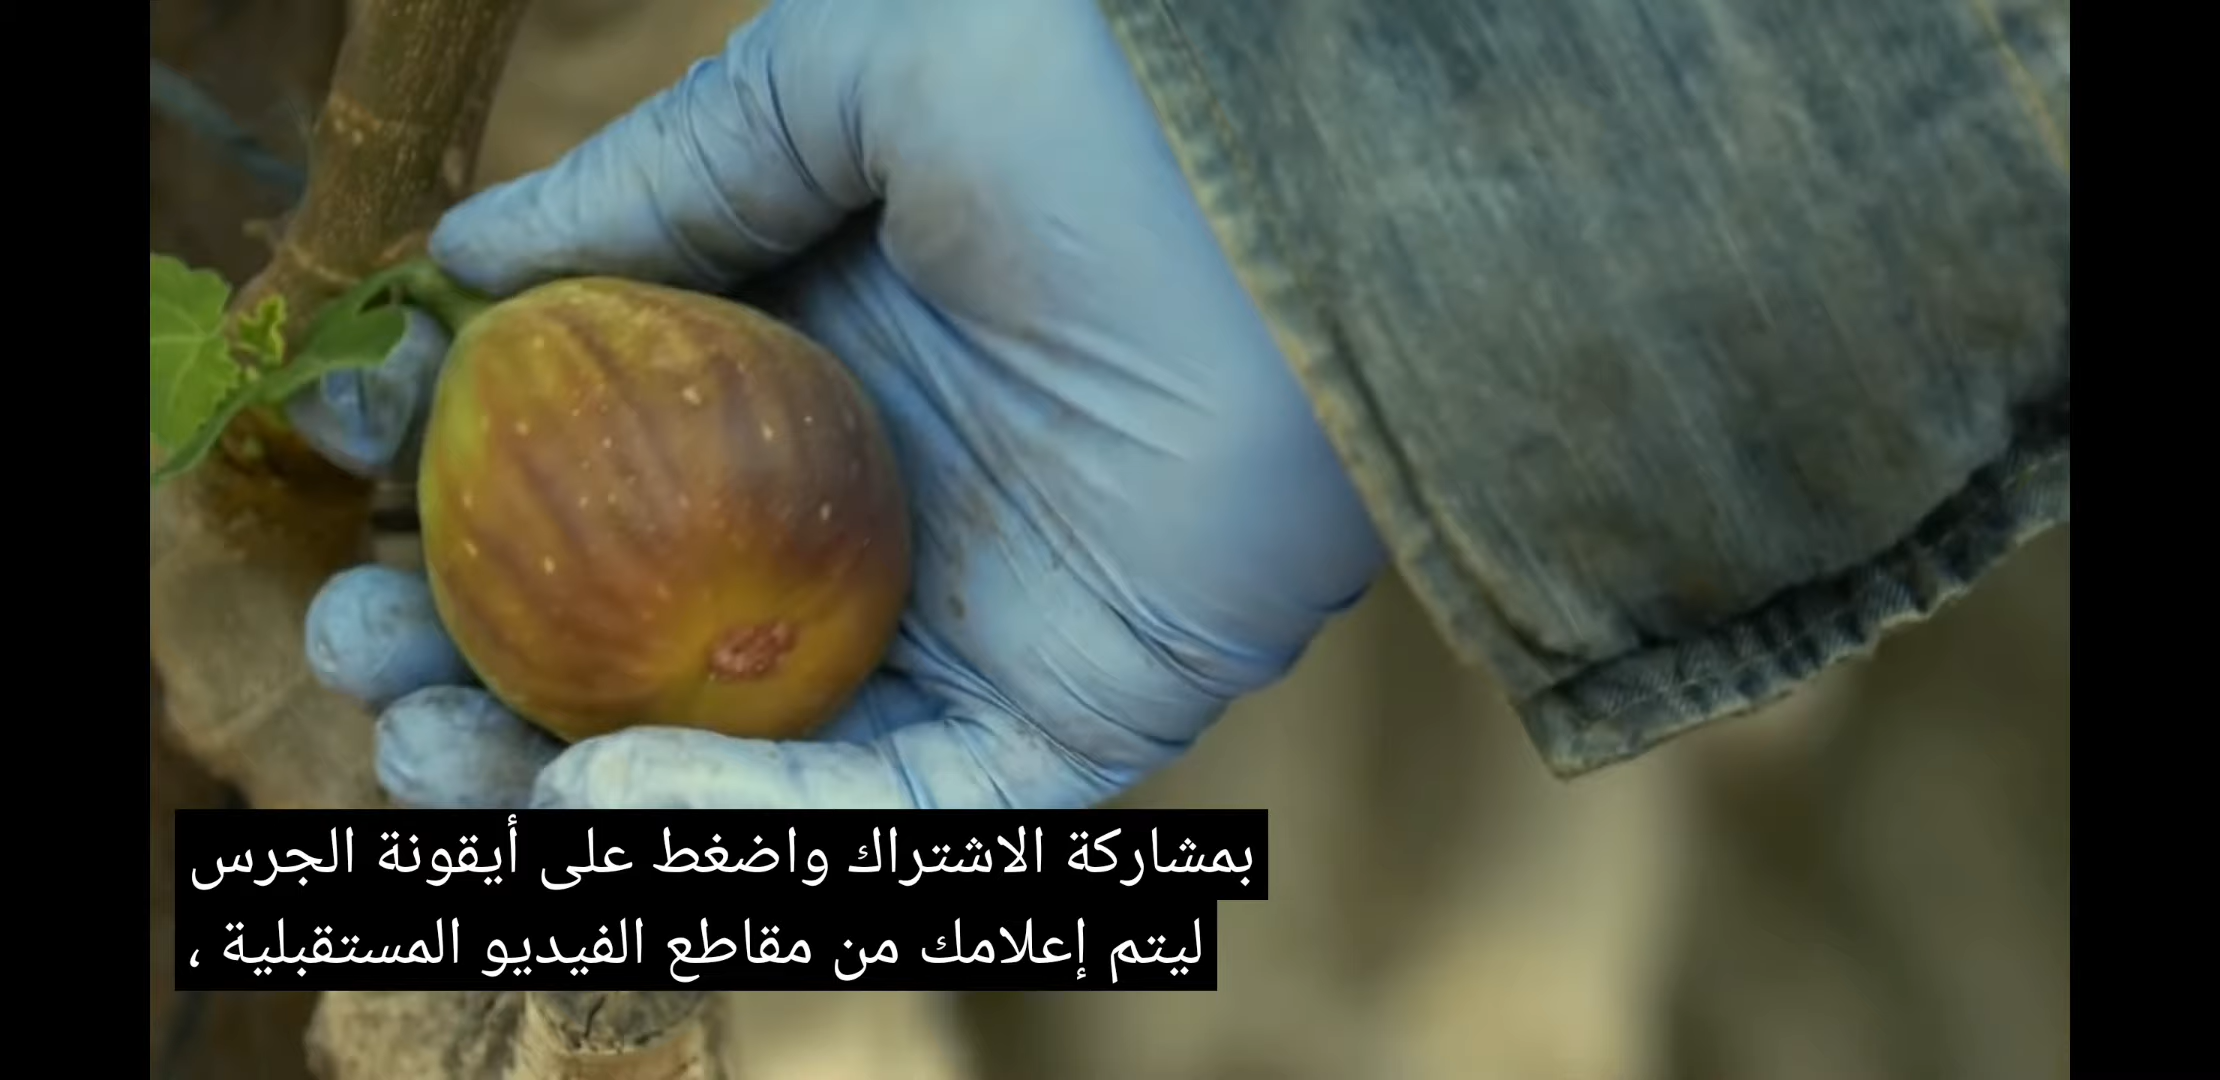 بمشاركة الاشتراك واضغط على أيقونة الجرس
ليتم إعلامك من مقاطع الفيديو المستقبلية ،